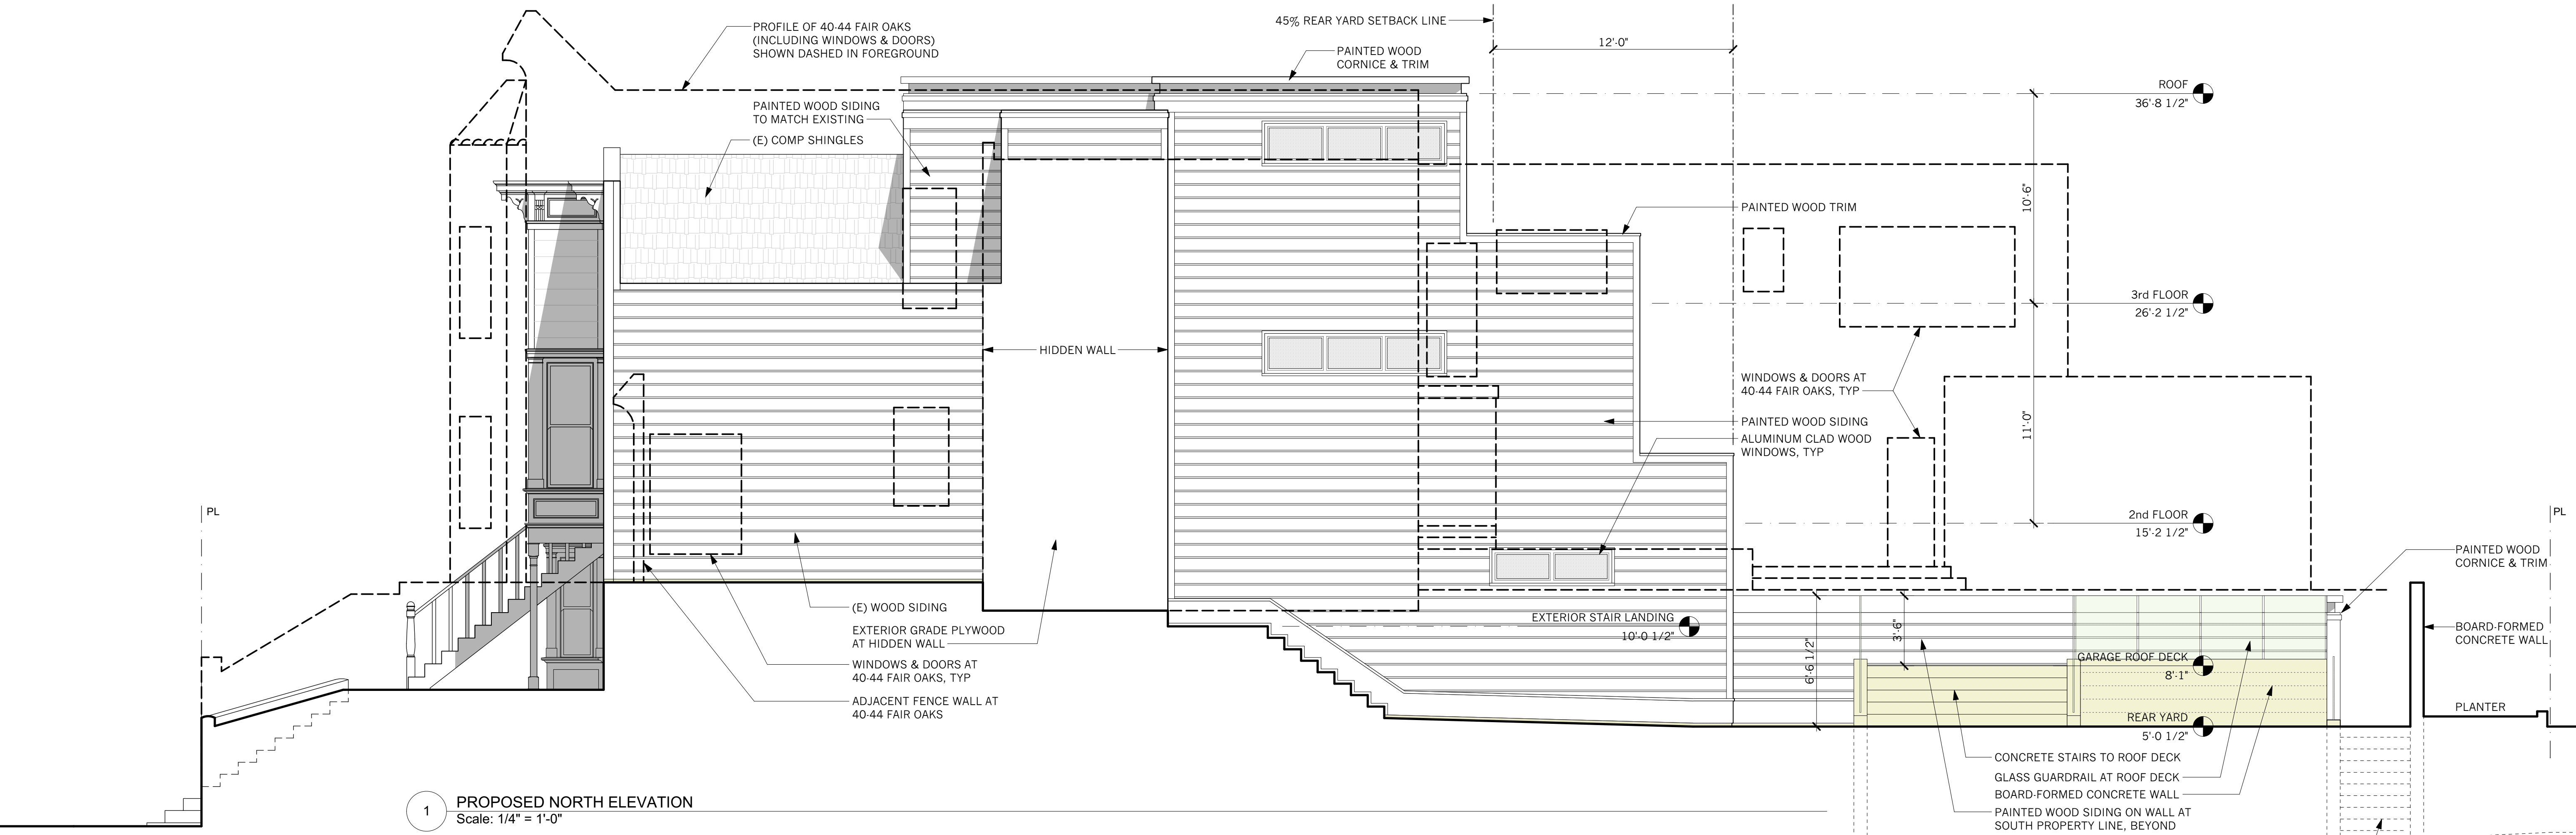 PROFILE OF 40-44 FAIR OAKS
(INCLUDING WINDOWS & DOORS)
SHOWN DASHED IN FOREGROUND
45% REAR YARD SETBACK LINE
12'-0"
PAINTED WOOD
CORNICE & TRIM
ROOF
36'-8 1/2"
PAINTED WOOD SIDING
TO MATCH EXISTING
(E) COMP SHINGLES
10'-6"
PAINTED WOOD TRIM
3rd FLOOR
26'-2 1/2"
HIDDEN WALL
WINDOWS & DOORS AT
40-44 FAIR OAKS, TYP
11'-0"
PAINTED WOOD SIDING
ALUMINUM CLAD WOOD
WINDOWS, TYP
PL
PL
2nd FLOOR
15'-2 1/2"
PAINTED WOOD
CORNICE & TRIM
(E) WOOD SIDING
EXTERIOR GRADE PLYWOOD
AT HIDDEN WALL
EXTERIOR STAIR LANDING
10'-0 1/2"
6'-6 1/2"
3'-6"
BOARD-FORMED
CONCRETE WALL
WINDOWS & DOORS AT
40-44 FAIR OAKS, TYP
GARAGE ROOF DECK
8'-1"
ADJACENT FENCE WALL AT
40-44 FAIR OAKS
PLANTER
REAR YARD
5'-0 1/2"
CONCRETE STAIRS TO ROOF DECK
GLASS GUARDRAIL AT ROOF DECK
BOARD-FORMED CONCRETE WALL
PAINTED WOOD SIDING ON WALL AT
SOUTH PROPERTY LINE, BEYOND
1
PROPOSED NORTH ELEVATION
Scale: 1/4" = 1'-0"